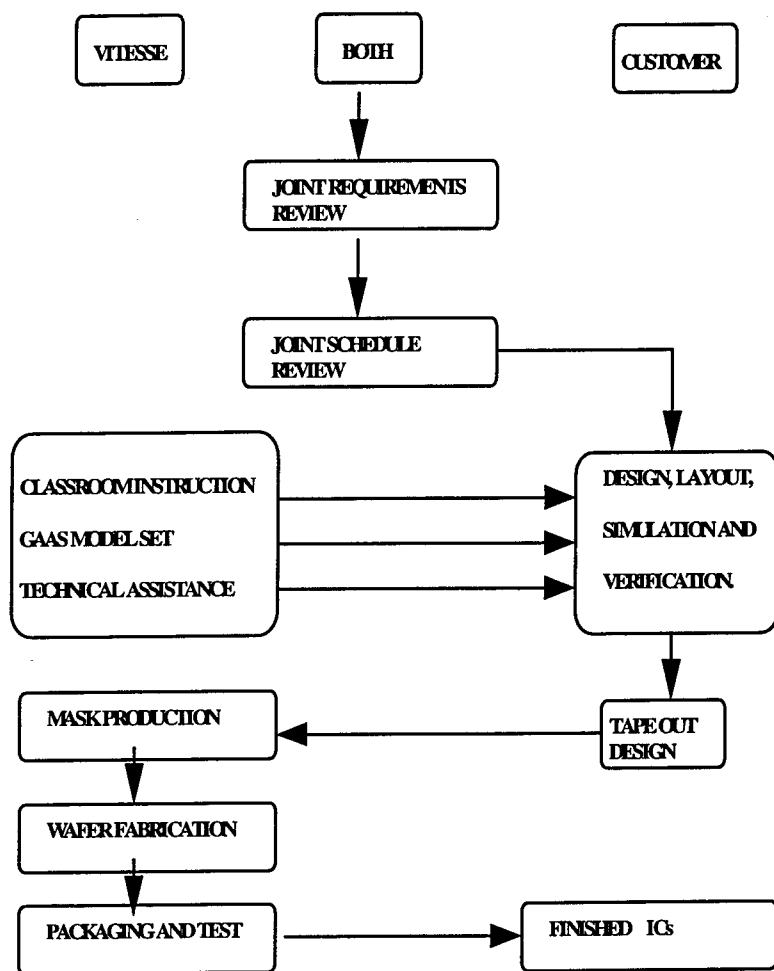 VITESSE
BOTH
CUSTOMER
JOINT REQUIREMENTS
REVIEW
JOINT SCHEDULE
REVIEW
CLASSROOM INSTRUCTION
GAAS MODEL SET
TECHNICAL ASSISTANCE
DESIGN, LAYOUT,
SIMULATION AND
VERIFICATION.
MASK PRODUCTION
TAPE OUT
DESIGN
WAFER FABRICATION
PACKAGING AND TEST
FINISHED ICs